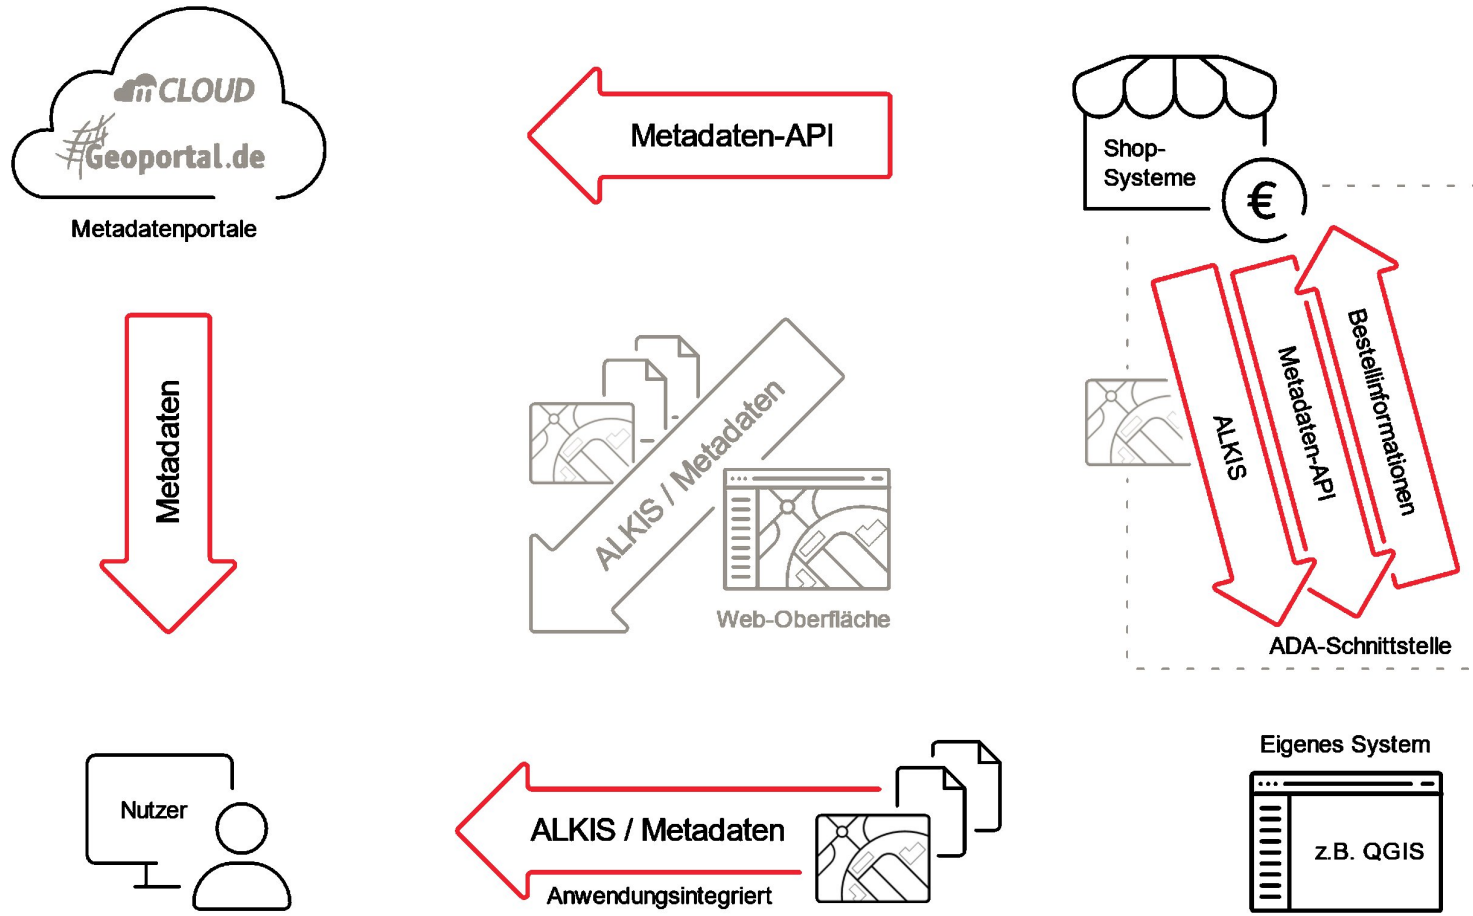 mCLOUD
Geoportal.de
Metadatenportale
Metadaten-API
Shop-
Systeme
€
Metadaten
ALKIS / Metadaten
Web-Oberfläche
ALKIS
Metadaten-API
Bestellinformationen
ADA-Schnittstelle
Nutzer
ALKIS / Metadaten
Anwendungsintegriert
Eigenes System
z.B. QGIS